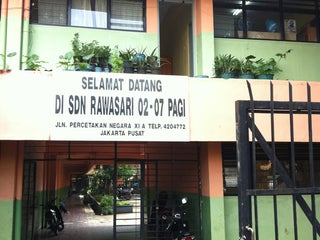 SELAMAT DATANG
DI SDN RAWASARI 02-07 PAGI
JLN. PERCETAKAN NEGARA XI A TELP. 4204772
JAKARTA PUSAT